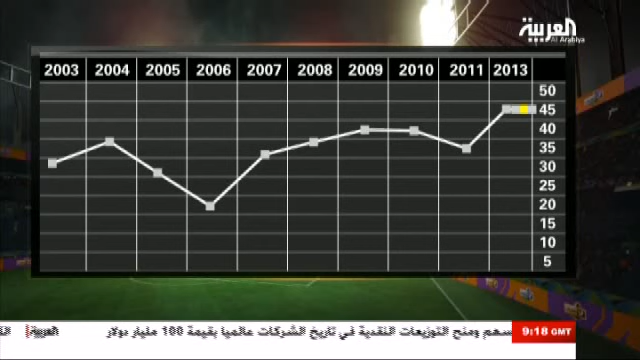 العربية
Al Arabiya
2003 2004 2005 2006 2007 2008 2009 2010 2011 2013
50
45
40
35
30
25
20
15
10
5
سهم ومنح التوزيعات النقدية في تاريخ الشركات عالميا بقيمة 100 مليار دولار
العربية
9:18 GMT